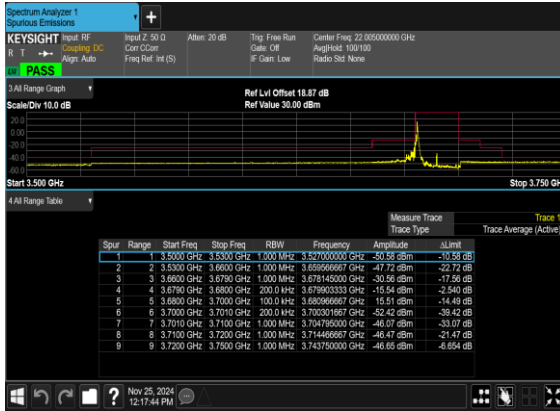 Spectrum Analyzer 1
Spurious Emissions
+
KEYSIGHT Input: RF Input Z: 50 Ω Atten: 20 dB Trig: Free Run Center Freq: 22.005000000 GHz
R T Coupling: DC Corr CCorr Gate: Off Avg|Hold: 100/100
Align: Auto Freq Ref: Int (S) IF Gain: Low Radio Std: None
PASS
3 All Range Graph
Ref Lvl Offset 18.87 dB
Scale/Div 10.0 dB Ref Value 30.00 dBm
20.0
0.00
-20.0
-40.0
-60.0
Start 3.500 GHz Stop 3.750 GH
4 All Range Table
Measure Trace Trace 1
Trace Type Trace Average (Active)
Spur Range Start Freq Stop Freq RBW Frequency Amplitude ΔLimit
1 1 3.5000 GHz 3.5300 GHz 1.000 MHz 3.527000000 GHz -50.58 dBm -10.58 dB
2 2 3.5300 GHz 3.6600 GHz 1.000 MHz 3.659566667 GHz -47.72 dBm -22.72 dB
3 3 3.6600 GHz 3.6790 GHz 1.000 MHz 3.678145000 GHz -30.56 dBm -17.56 dB
4 4 3.6790 GHz 3.6800 GHz 200.0 kHz 3.679903333 GHz -15.54 dBm -2.540 dB
5 5 3.6800 GHz 3.7000 GHz 100.0 kHz 3.680966667 GHz 15.51 dBm -14.49 dB
6 6 3.7000 GHz 3.7010 GHz 200.0 kHz 3.700301667 GHz -52.42 dBm -39.42 dB
7 7 3.7010 GHz 3.7100 GHz 1.000 MHz 3.704795000 GHz -46.07 dBm -33.07 dB
8 8 3.7100 GHz 3.7200 GHz 1.000 MHz 3.714466667 GHz -46.47 dBm -21.47 dB
9 9 3.7200 GHz 3.7500 GHz 1.000 MHz 3.743750000 GHz -46.65 dBm -6.654 dB
? Nov 25, 2024
12:17:44 PM